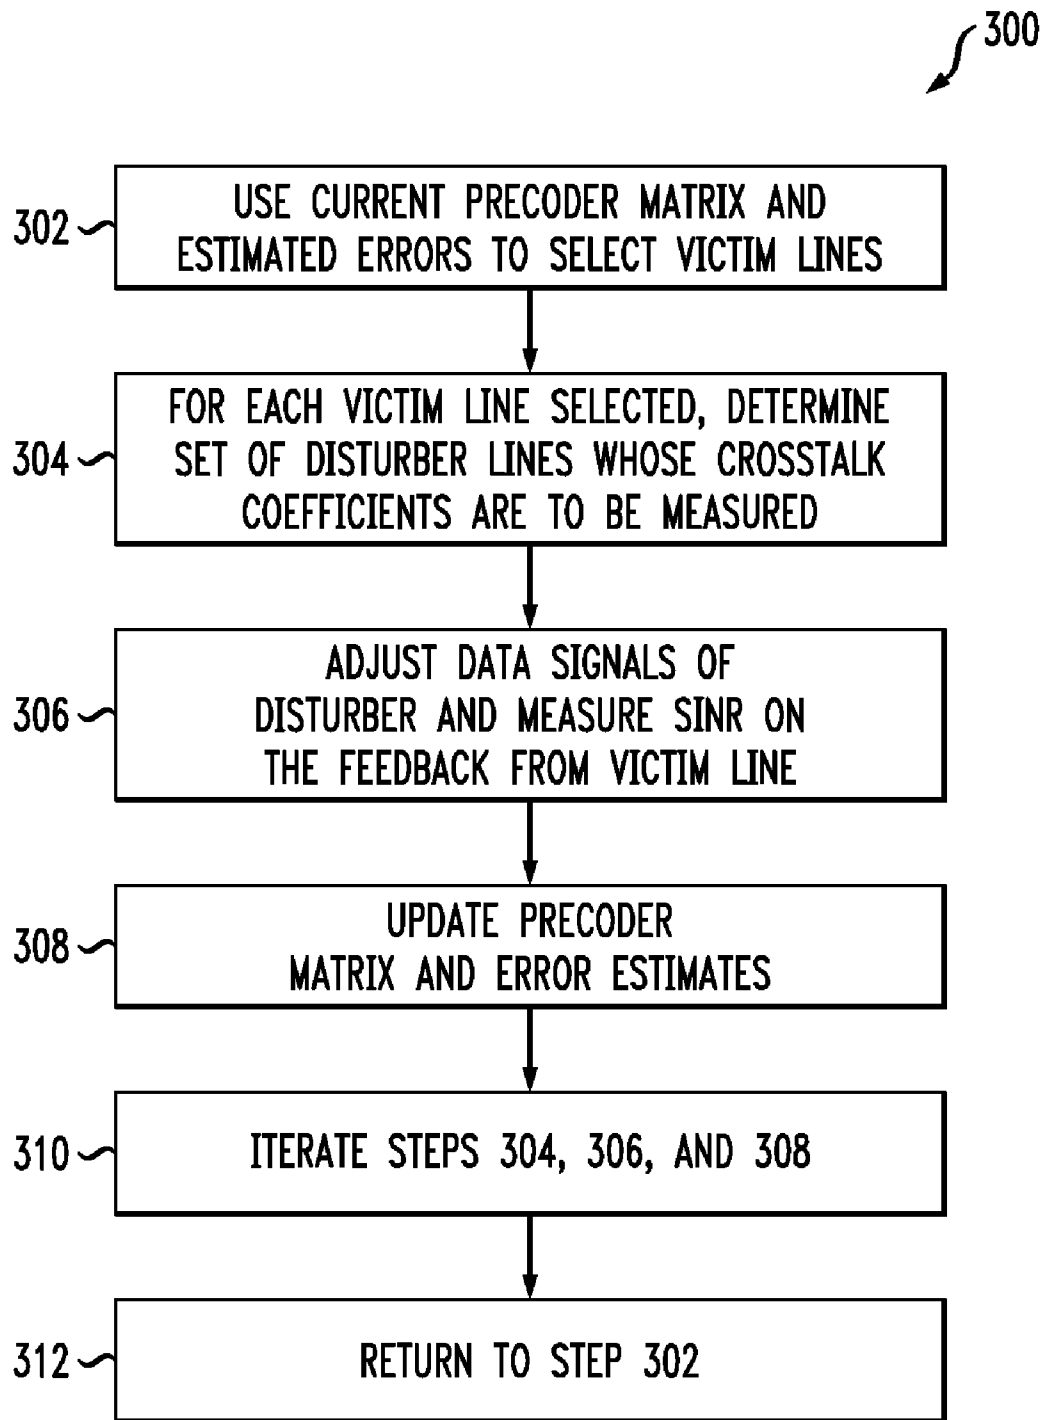 300
302
USE CURRENT PRECODER MATRIX AND
ESTIMATED ERRORS TO SELECT VICTIM LINES
304
FOR EACH VICTIM LINE SELECTED, DETERMINE
SET OF DISTURBER LINES WHOSE CROSSTALK
COEFFICIENTS ARE TO BE MEASURED
306
ADJUST DATA SIGNALS OF
DISTURBER AND MEASURE SINR ON
THE FEEDBACK FROM VICTIM LINE
308
UPDATE PRECODER
MATRIX AND ERROR ESTIMATES
310
ITERATE STEPS 304, 306, AND 308
312
RETURN TO STEP 302